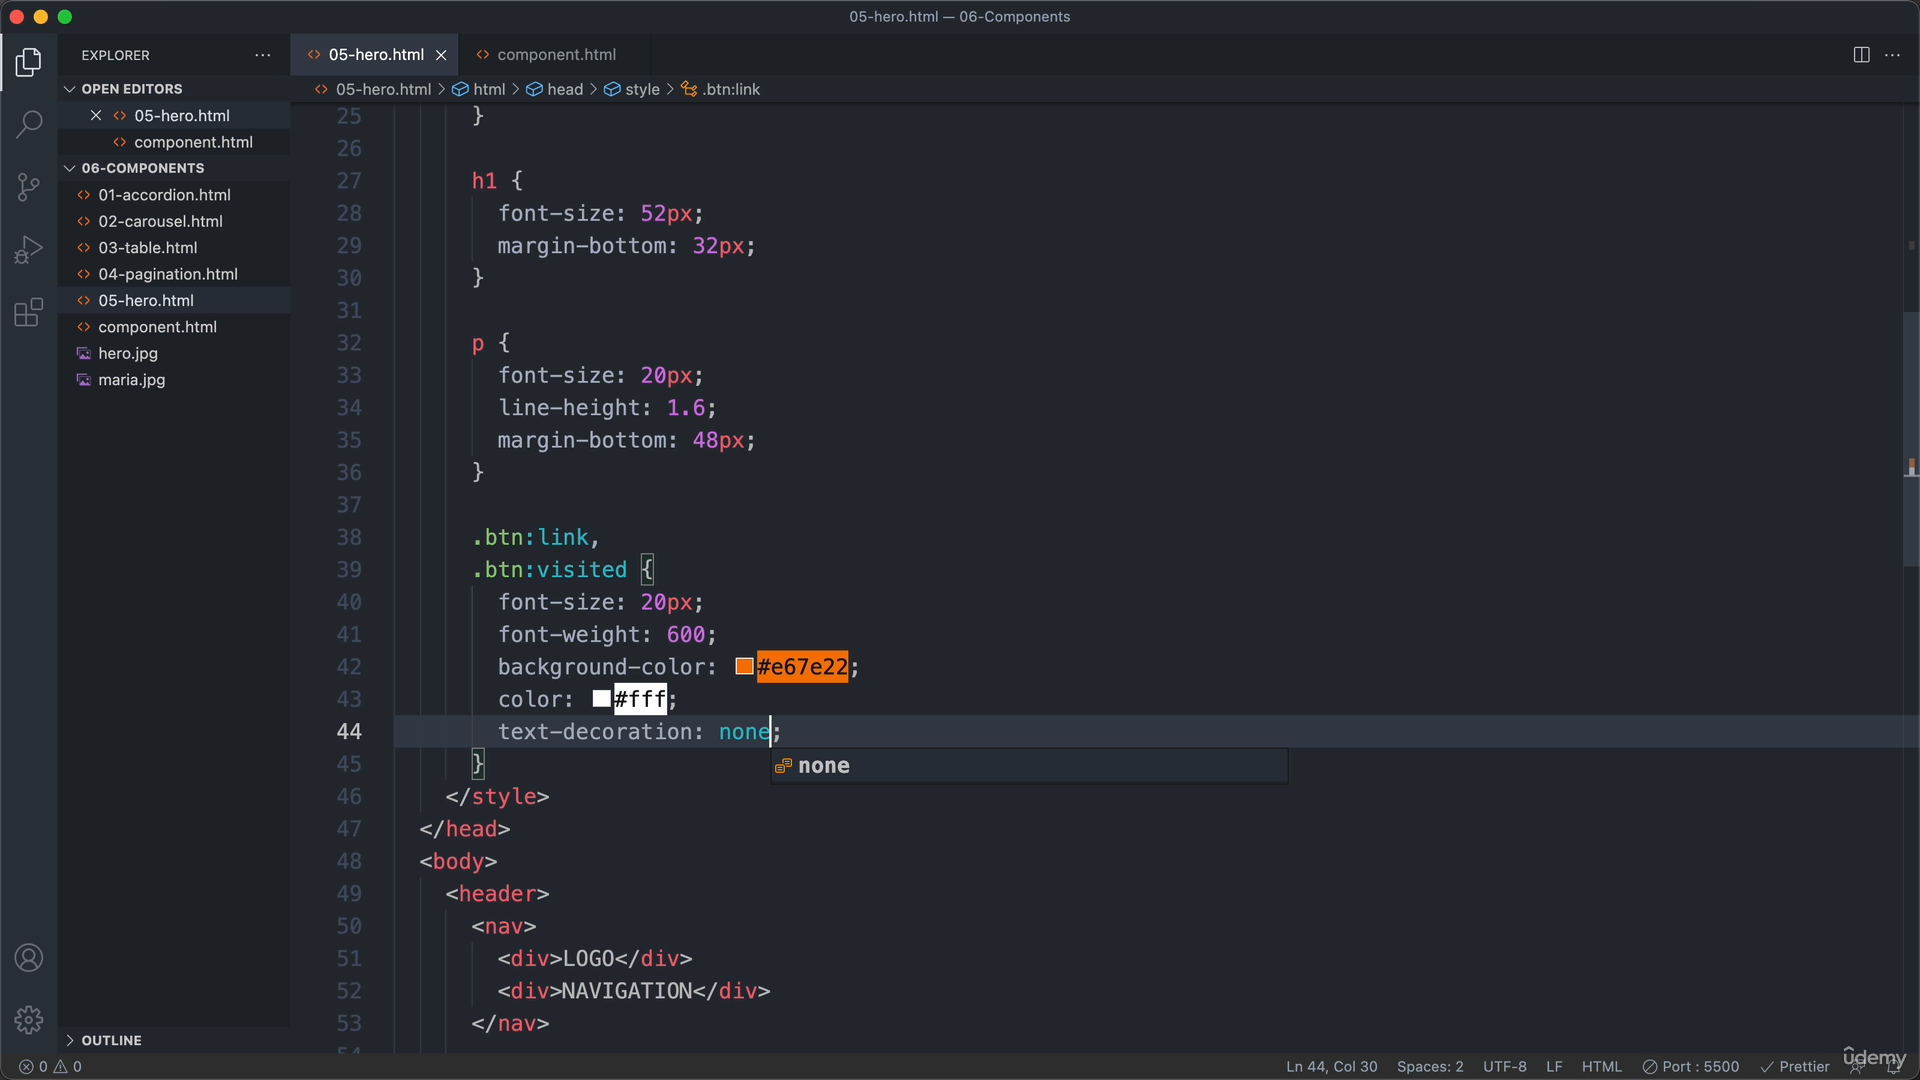 05-hero.html — 06-Components
EXPLORER
OPEN EDITORS
05-hero.html
component.html
06-COMPONENTS
01-accordion.html
02-carousel.html
03-table.html
04-pagination.html
05-hero.html
component.html
hero.jpg
maria.jpg
OUTLINE
05-hero.html
component.html
05-hero.html > html > head > style > .btn:link
25 }
26
27 h1 {
28 font-size: 52px;
29 margin-bottom: 32px;
30 }
31
32 p {
33 font-size: 20px;
34 line-height: 1.6;
35 margin-bottom: 48px;
36 }
37
38 .btn:link,
39 .btn:visited {
40 font-size: 20px;
41 font-weight: 600;
42 background-color: #e67e22;
43 color: #fff;
44 text-decoration: none;
none
45 }
46 </style>
47 </head>
48 <body>
49 <header>
50 <nav>
51 <div>LOGO</div>
52 <div>NAVIGATION</div>
53 </nav>
54
0 0
Ln 44, Col 30
Spaces: 2
UTF-8
LF
HTML
Port : 5500
Prettier
ûdemy